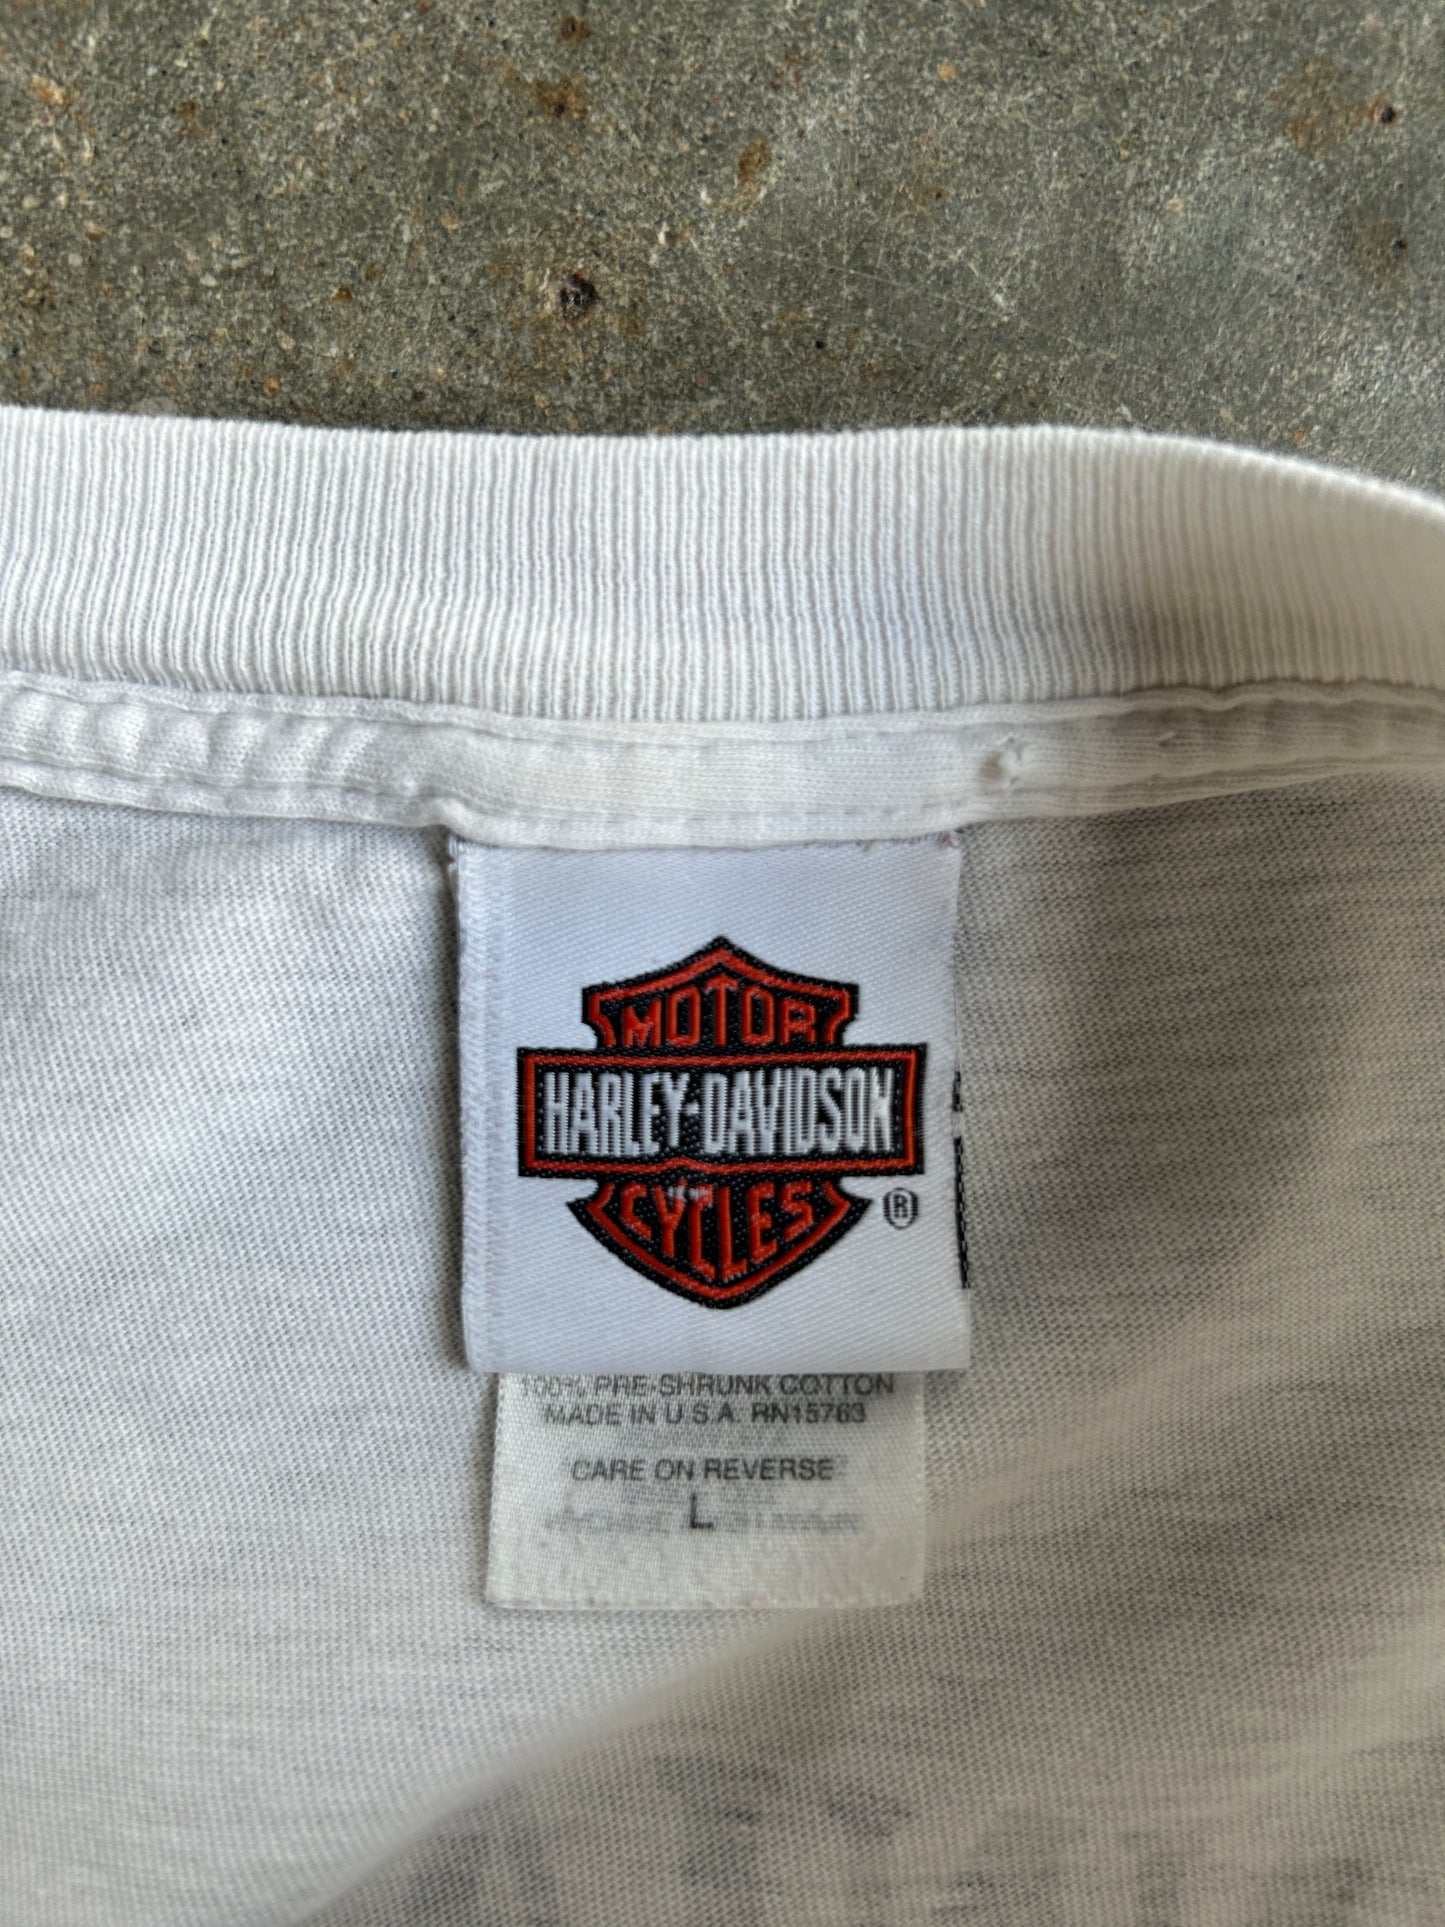 MOTOR
HARLEY-DAVIDSON
CYCLES ®
100% PRE-SHRUNK COTTON
MADE IN U.S.A. RN15763
CARE ON REVERSE
L